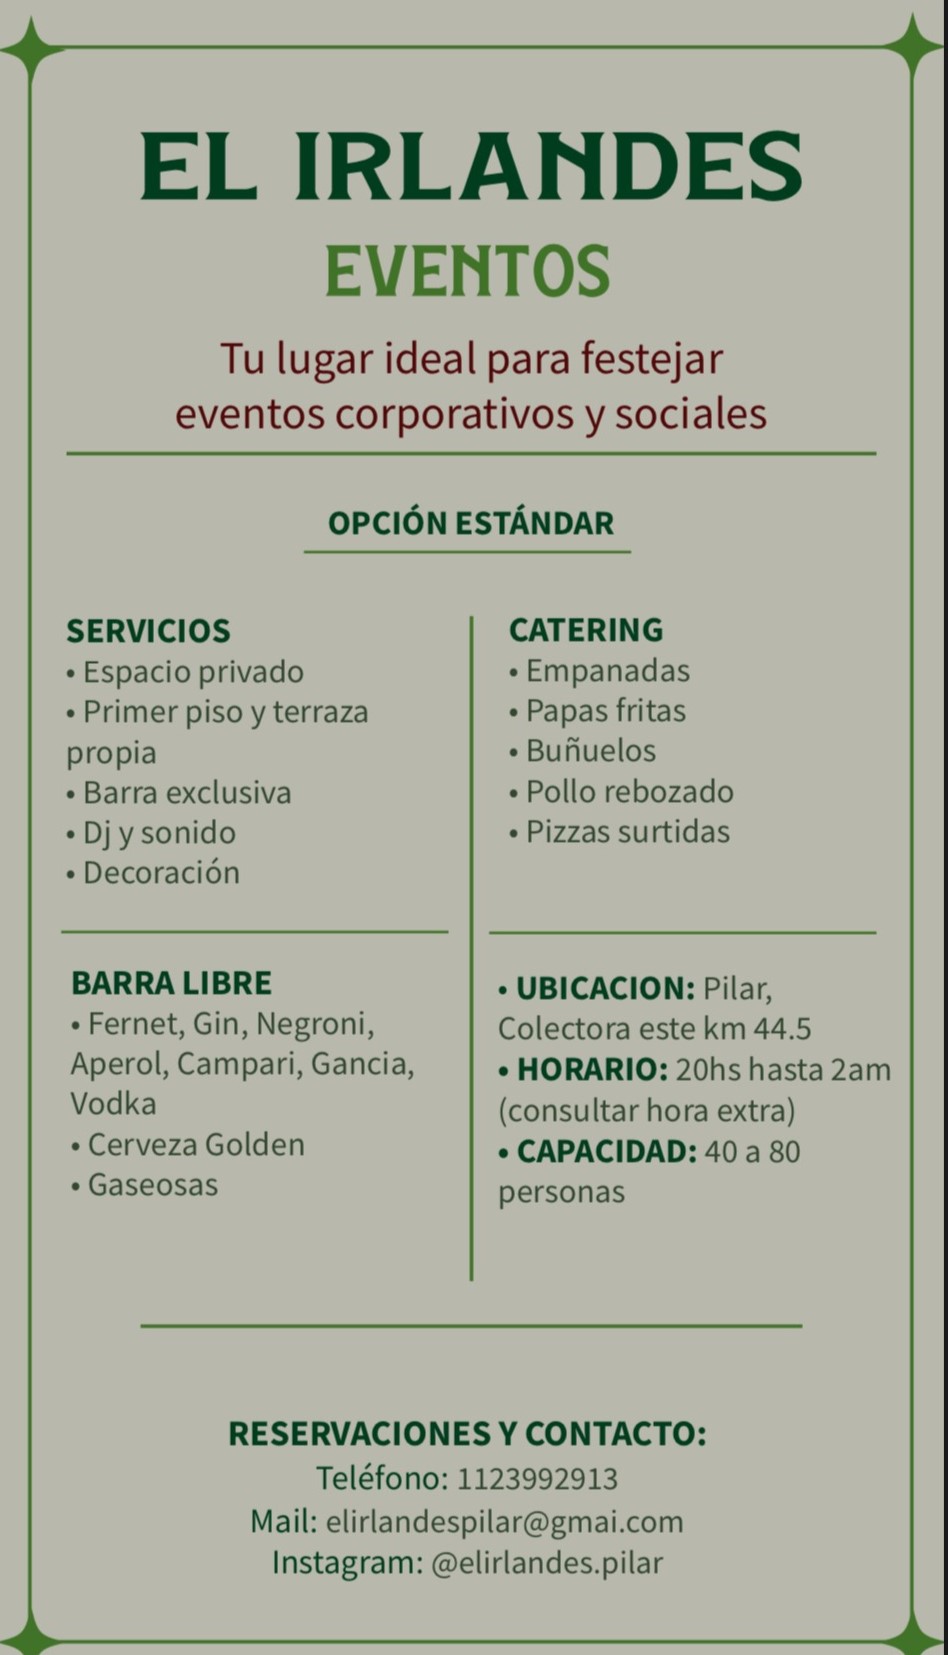 EL IRLANDES
EVENTOS
Tu lugar ideal para festejar
eventos corporativos y sociales
OPCIÓN ESTÁNDAR
SERVICIOS
• Espacio privado
• Primer piso y terraza
propia
• Barra exclusiva
• Dj y sonido
• Decoración
CATERING
• Empanadas
• Papas fritas
• Buñuelos
• Pollo rebozado
• Pizzas surtidas
BARRA LIBRE
• Fernet, Gin, Negroni,
Aperol, Campari, Gancia,
Vodka
• Cerveza Golden
• Gaseosas
• UBICACION: Pilar,
Colectora este km 44.5
• HORARIO: 20hs hasta 2am
(consultar hora extra)
• CAPACIDAD: 40 a 80
personas
RESERVACIONES Y CONTACTO:
Teléfono: 1123992913
Mail: elirlandespilar@gmai.com
Instagram: @elirlandes.pilar